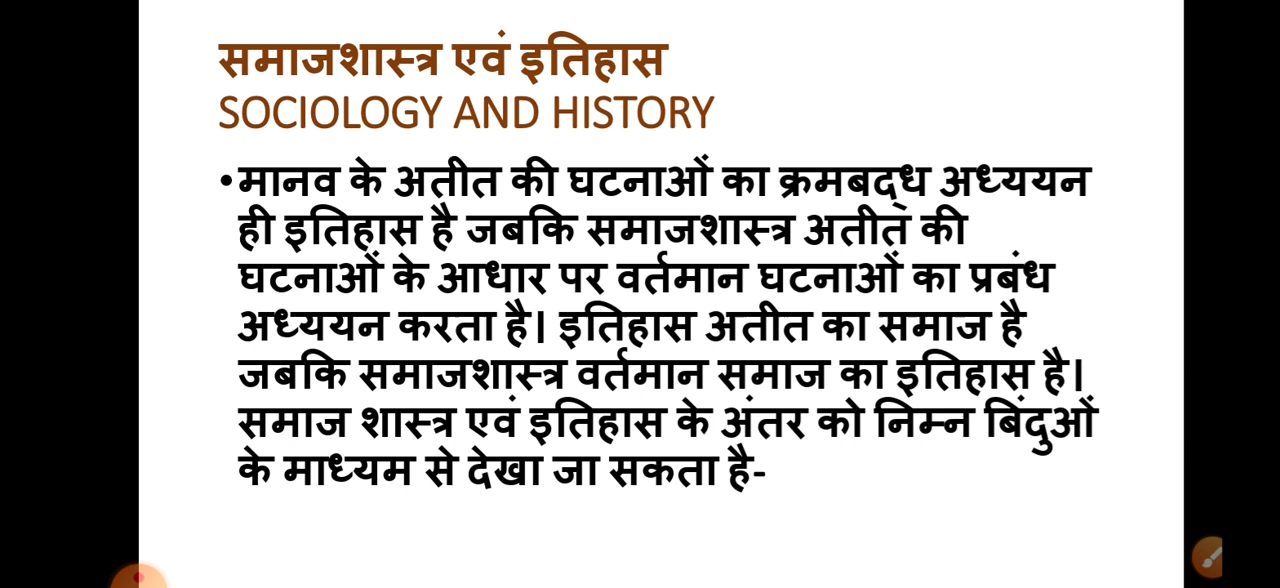 समाजशास्त्र एवं इतिहास
SOCIOLOGY AND HISTORY
•मानव के अतीत की घटनाओं का क्रमबद्ध अध्ययन
ही इतिहास है जबकि समाजशास्त्र अतीत की
घटनाओं के आधार पर वर्तमान घटनाओं का प्रबंध
अध्ययन करता है। इतिहास अतीत का समाज है
जबकि समाजशास्त्र वर्तमान समाज का इतिहास है।
समाज शास्त्र एवं इतिहास के अंतर को निम्न बिंदुओं
के माध्यम से देखा जा सकता है-